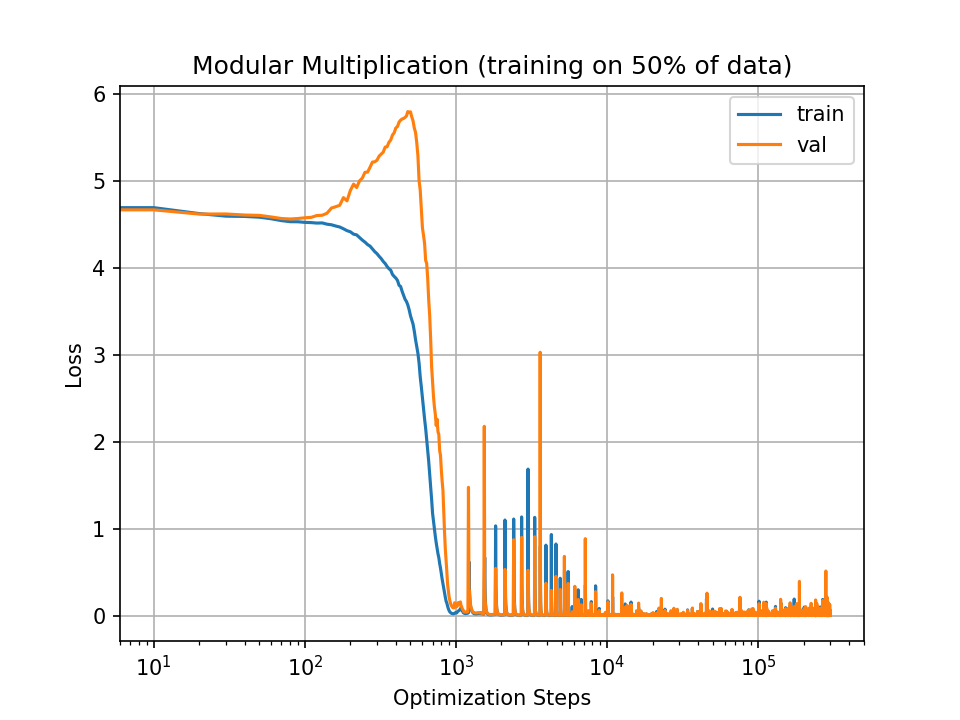 Modular Multiplication (training on 50% of data)
train
val
6
5
4
3
2
1
0
Loss
10¹
10²
10³
10⁴
10⁵
Optimization Steps